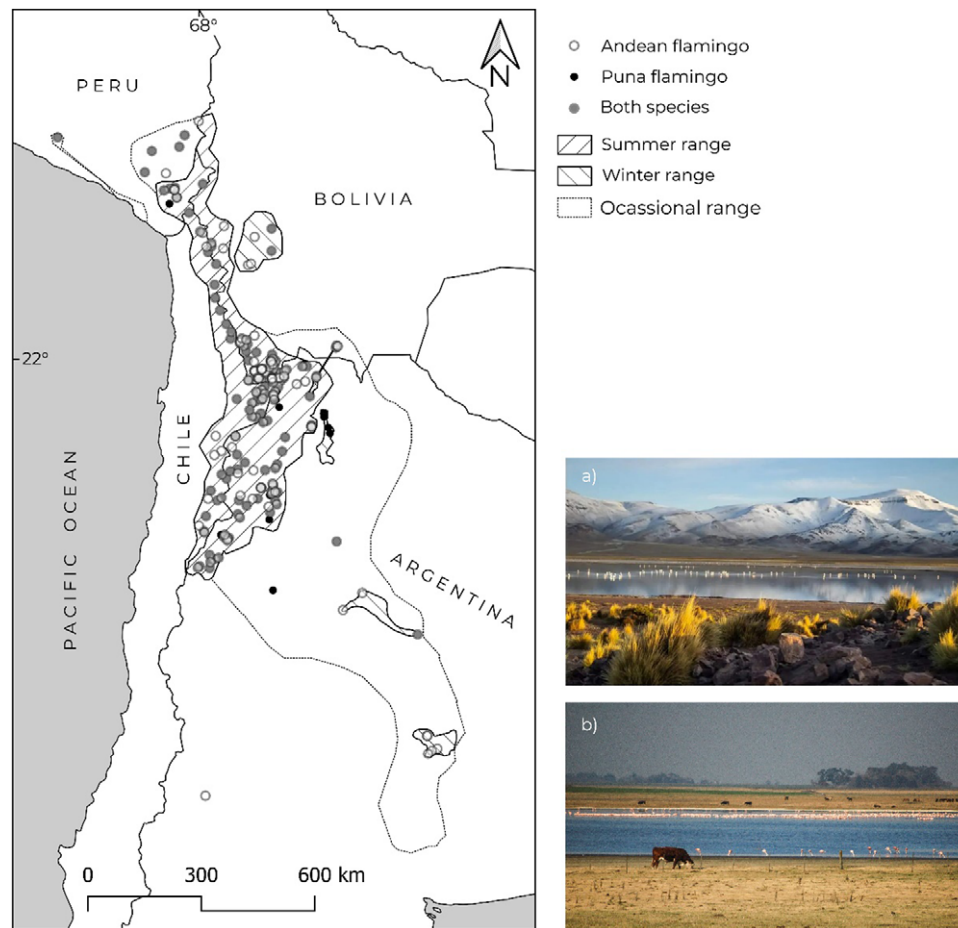 68°
N
PERU
BOLIVIA
22°
CHILE
PACIFIC OCEAN
ARGENTINA
0 300 600 km
Andean flamingo
Puna flamingo
Both species
Summer range
Winter range
Ocassional range
a)
b)